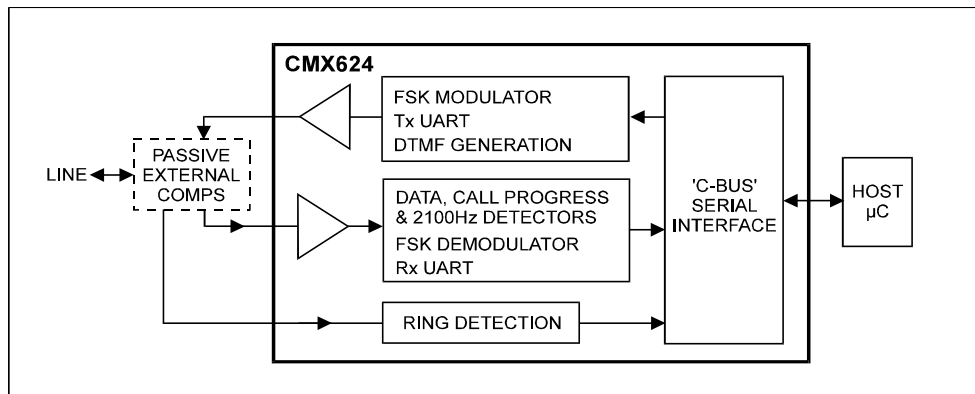 CMX624
FSK MODULATOR
Tx UART
DTMF GENERATION
PASSIVE
EXTERNAL
COMPS
LINE
DATA, CALL PROGRESS
& 2100Hz DETECTORS
FSK DEMODULATOR
Rx UART
RING DETECTION
'C-BUS'
SERIAL
INTERFACE
HOST
µC